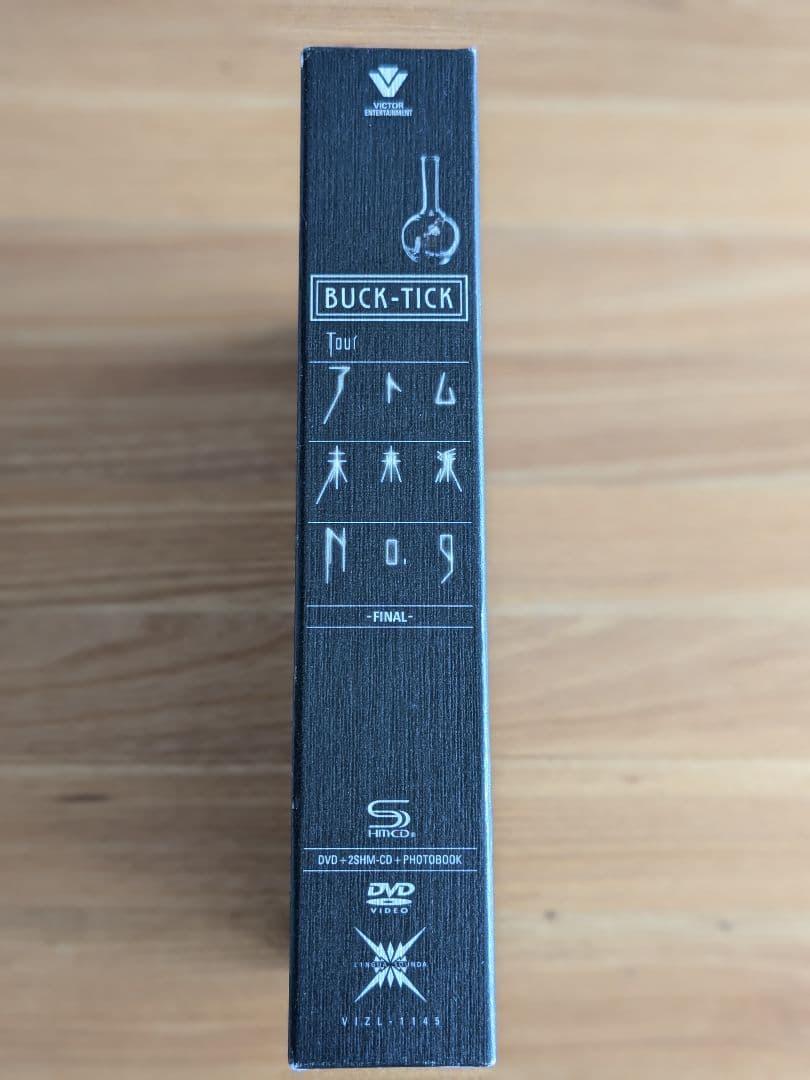 VICTOR
ENTERTAINMENT
BUCK-TICK
Tour
アトム
未来派
No.9
-FINAL-
SHM-CD
DVD+2SHM-CD+PHOTOBOOK
DVD
VIDEO
LINGUA SOUNDA
VIZL-1145